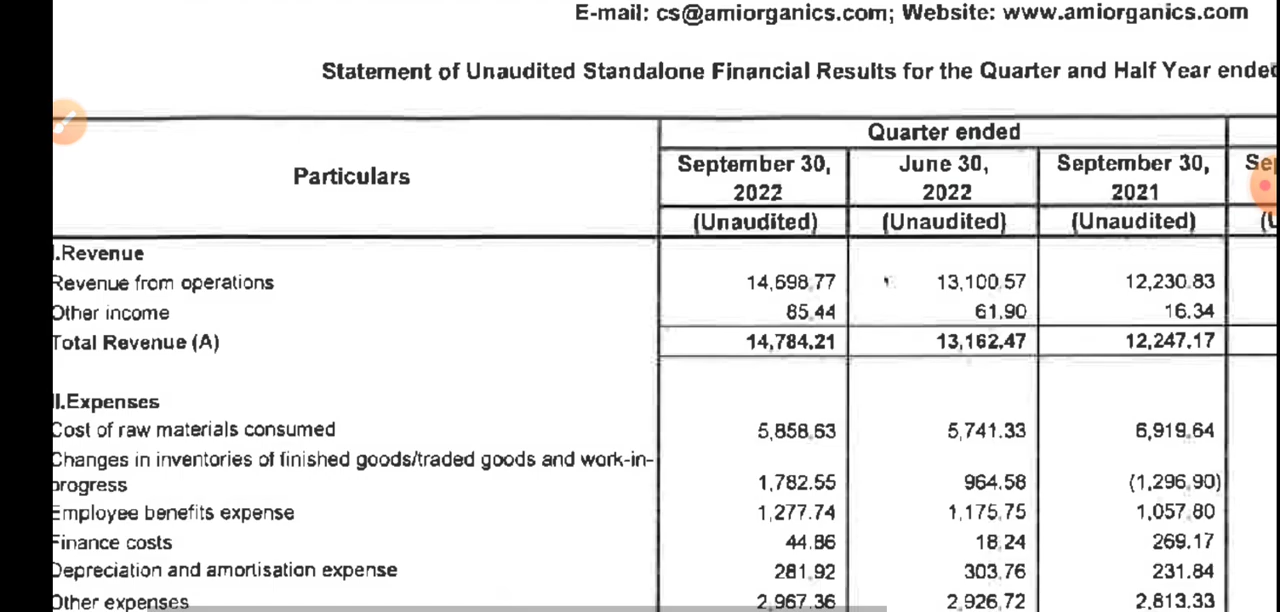 E-mail: cs@amiorganics.com; Website: www.amiorganics.com
Statement of Unaudited Standalone Financial Results for the Quarter and Half Year ended
Particulars
Quarter ended
September 30, 2022 June 30, 2022 September 30, 2021
(Unaudited) (Unaudited) (Unaudited)
I.Revenue
Revenue from operations 14,698.77 13,100.57 12,230.83
Other income 85.44 61.90 16.34
Total Revenue (A) 14,784.21 13,162.47 12,247.17
II.Expenses
Cost of raw materials consumed 5,858.63 5,741.33 6,919.64
Changes in inventories of finished goods/traded goods and work-in-
progress 1,782.55 964.58 (1,296.90)
Employee benefits expense 1,277.74 1,175.75 1,057.80
Finance costs 44.86 18.24 269.17
Depreciation and amortisation expense 281.92 303.76 231.84
Other expenses 2,967.36 2,926.72 2,813.33